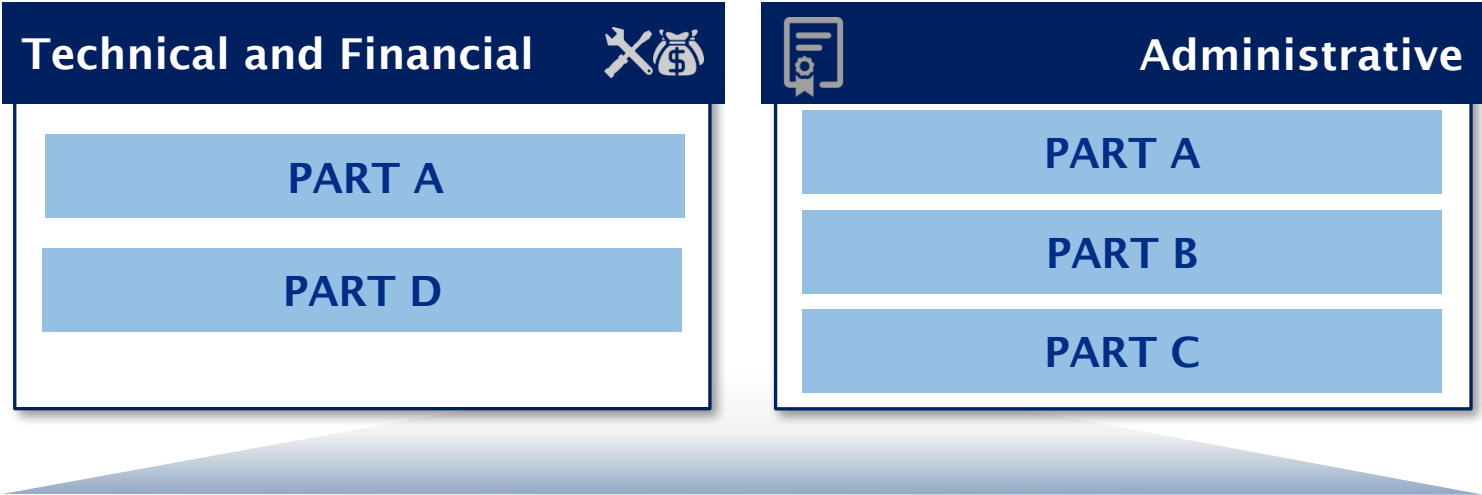 Technical and Financial
PART A
PART D
Administrative
PART A
PART B
PART C